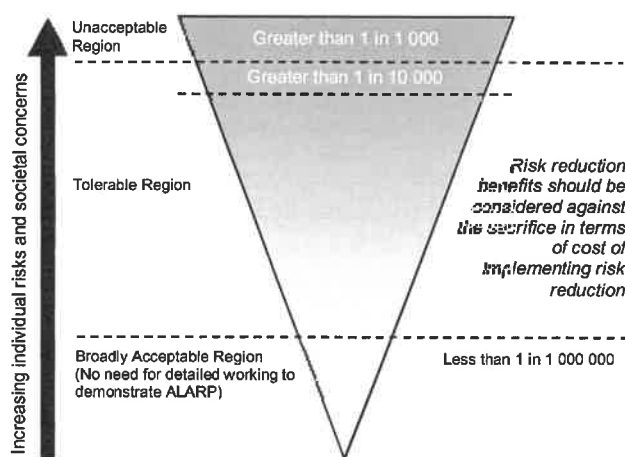 Increasing individual risks and societal concerns
Unacceptable
Region
Greater than 1 in 1 000
Greater than 1 in 10 000
Tolerable Region
Risk reduction
benefits should be
considered against
the sacrifice in terms
of cost of
implementing risk
reduction
Broadly Acceptable Region
(No need for detailed working to
demonstrate ALARP)
Less than 1 in 1 000 000